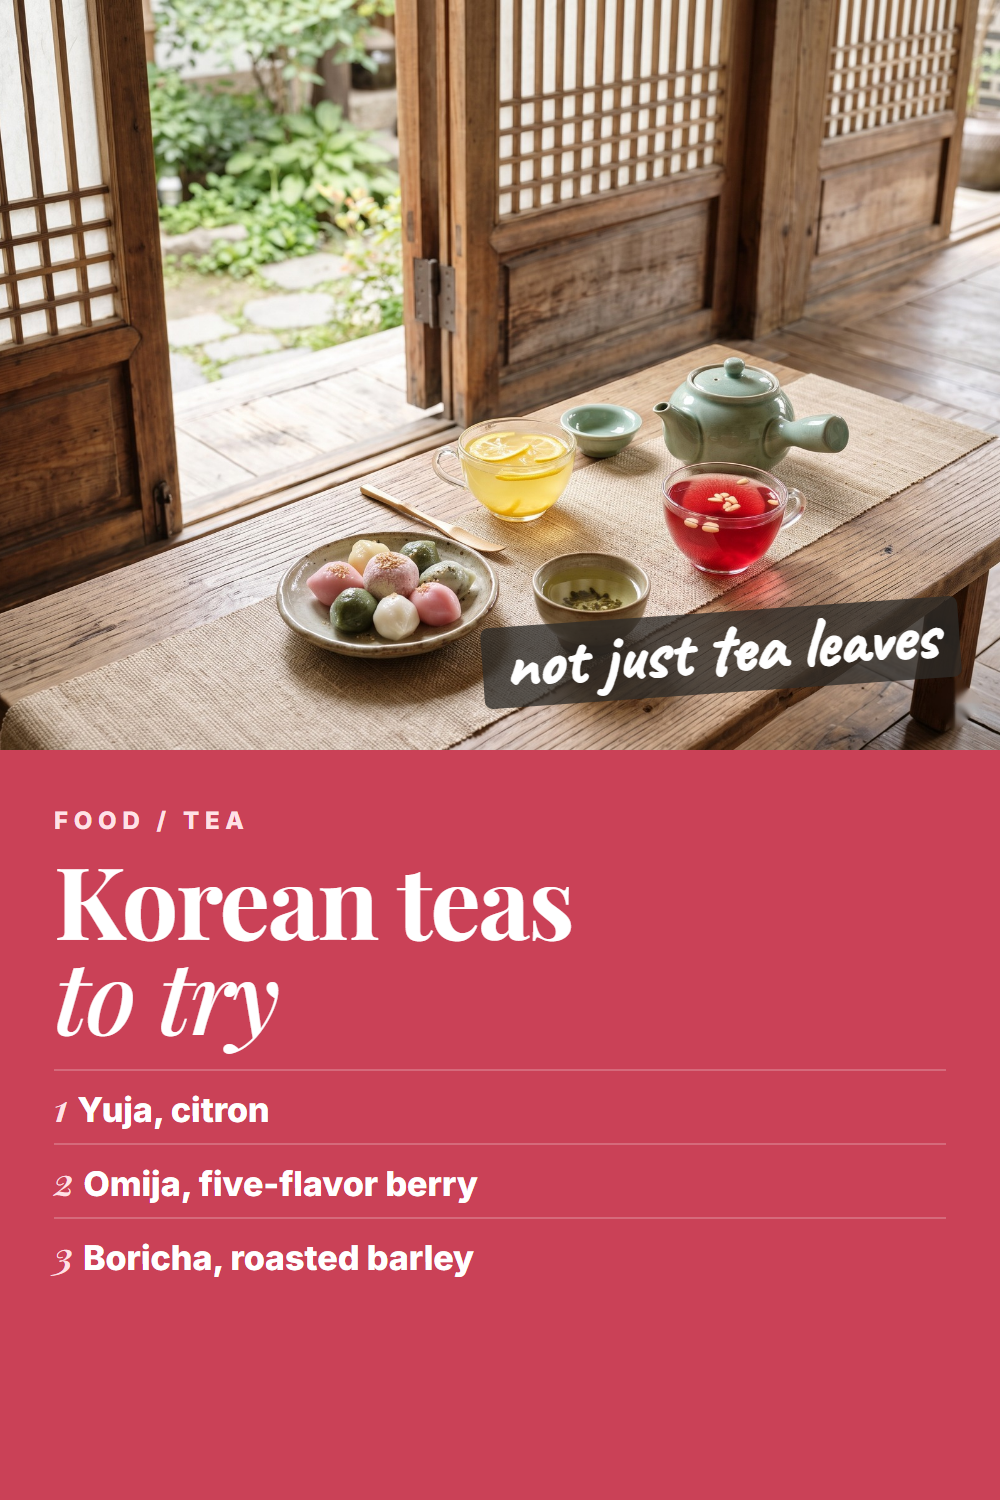 not just tea leaves
FOOD / TEA
Korean teas
to try
1 Yuja, citron
2 Omija, five-flavor berry
3 Boricha, roasted barley